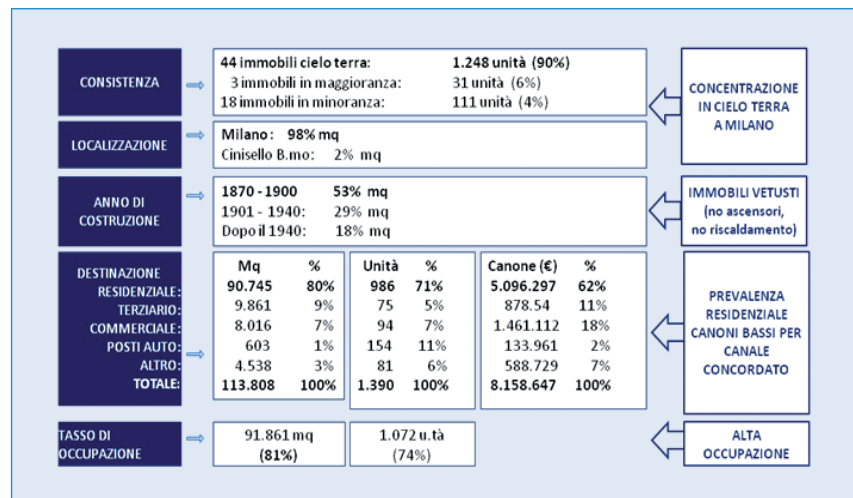 CONSISTENZA
44 immobili cielo terra: 1.248 unità (90%)
3 immobili in maggioranza: 31 unità (6%)
18 immobili in minoranza: 111 unità (4%)
CONCENTRAZIONE
IN CIELO TERRA
A MILANO
LOCALIZZAZIONE
Milano: 98% mq
Cinisello B.mo: 2% mq
ANNO DI
COSTRUZIONE
1870 - 1900 53% mq
1901 - 1940: 29% mq
Dopo il 1940: 18% mq
IMMOBILI VETUSTI
(no ascensori,
no riscaldamento)
DESTINAZIONE Mq % Unità % Canone (€) %
RESIDENZIALE: 90.745 80% 986 71% 5.096.297 62%
TERZIARIO: 9.861 9% 75 5% 878.54 11%
COMMERCIALE: 8.016 7% 94 7% 1.461.112 18%
POSTI AUTO: 603 1% 154 11% 133.961 2%
ALTRO: 4.538 3% 81 6% 588.729 7%
TOTALE: 113.808 100% 1.390 100% 8.158.647 100%
PREVALENZA
RESIDENZIALE
CANONI BASSI PER
CANALE
CONCORDATO
TASSO DI
OCCUPAZIONE
91.861 mq
(81%)
1.072 u.tà
(74%)
ALTA
OCCUPAZIONE